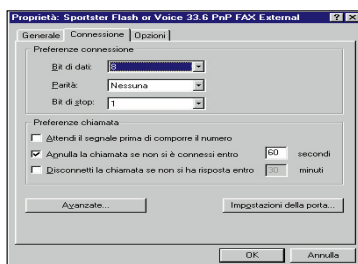 Proprietà: Sportster Flash or Voice 33.6 PnP FAX External
Generale Connessione Opzioni
Preferenze connessione
Bit di dati: 8
Parità: Nessuna
Bit di stop: 1
Preferenze chiamata
Attendi il segnale prima di comporre il numero
Annulla la chiamata se non si è connessi entro 60 secondi
Disconnetti la chiamata se non si ha risposta entro 30 minuti
Avanzate... Impostazioni della porta...
OK Annulla